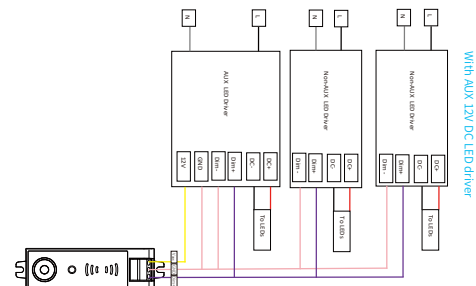 N
L
N
L
N
L
AUX LED Driver
Non-AUX LED Driver
Non-AUX LED Driver
12V
GND
Dim-
Dim+
DC-
DC+
Dim -
Dim+
DC-
DC+
Dim -
Dim+
DC-
DC+
To LEDs
To LEDs
To LEDs
With AUX 12V DC LED driver